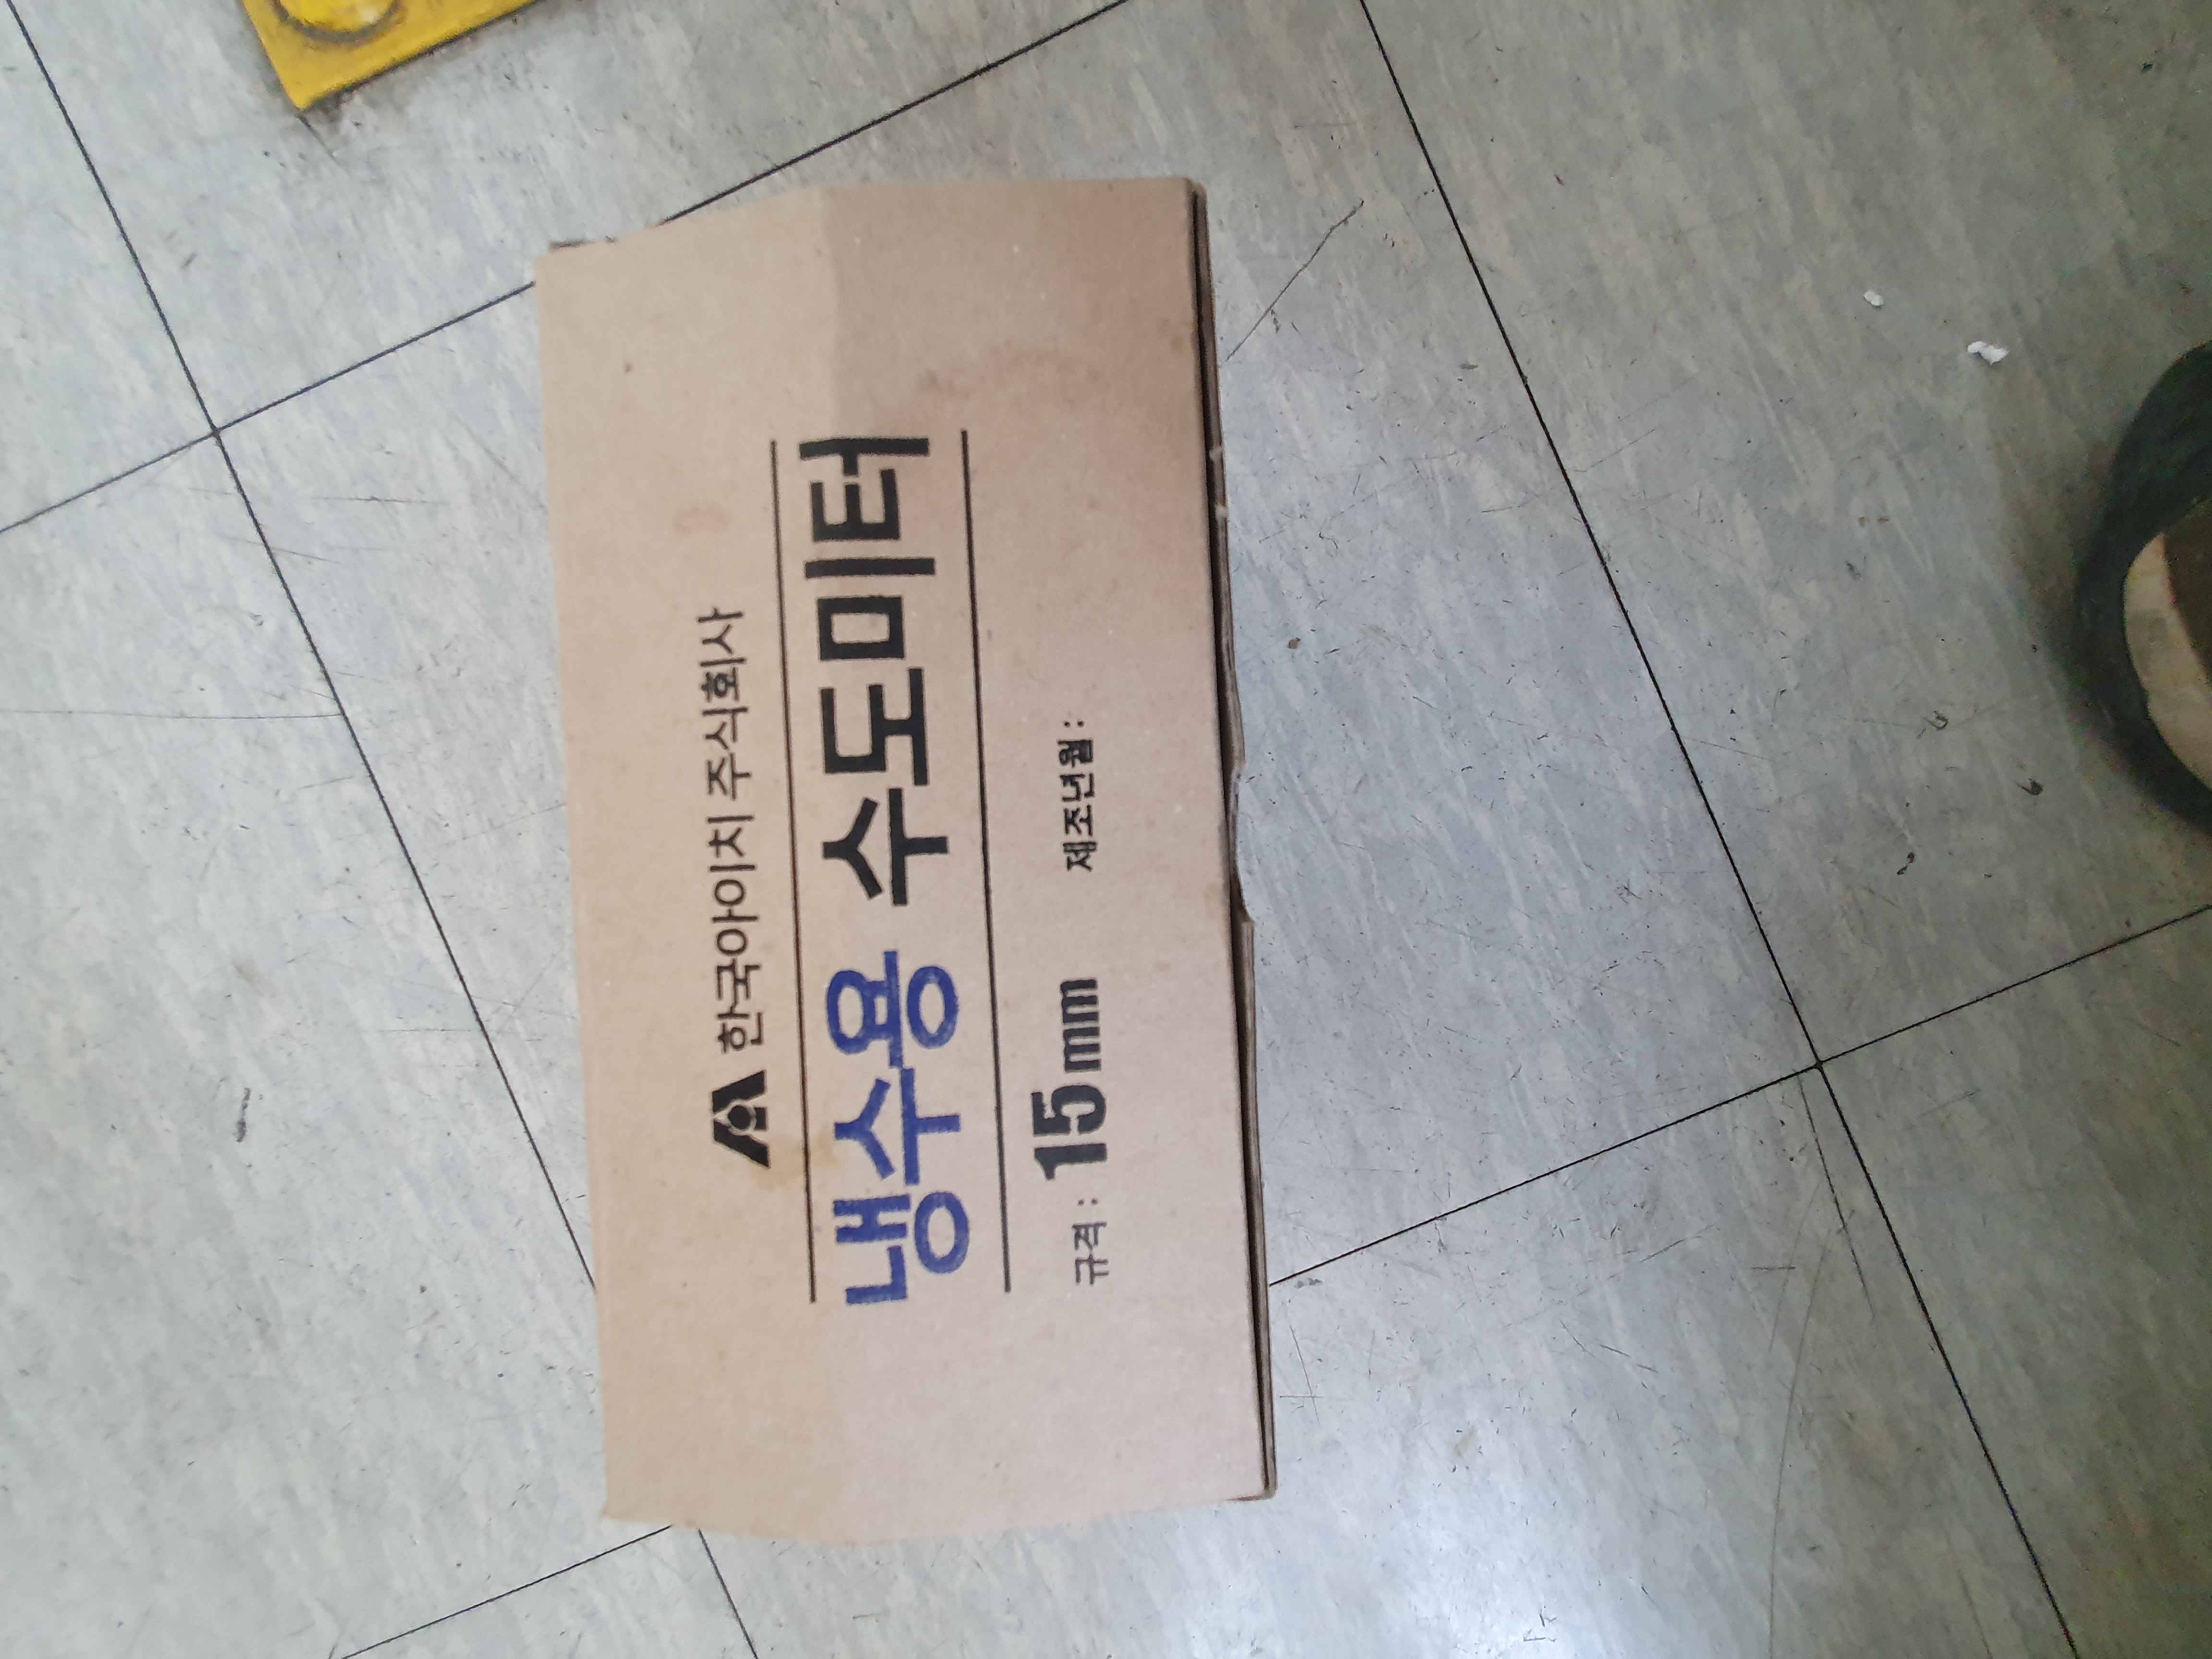 한국아이치 주식회사
냉수용 수도미터
규격 : 15mm 제조년월 :